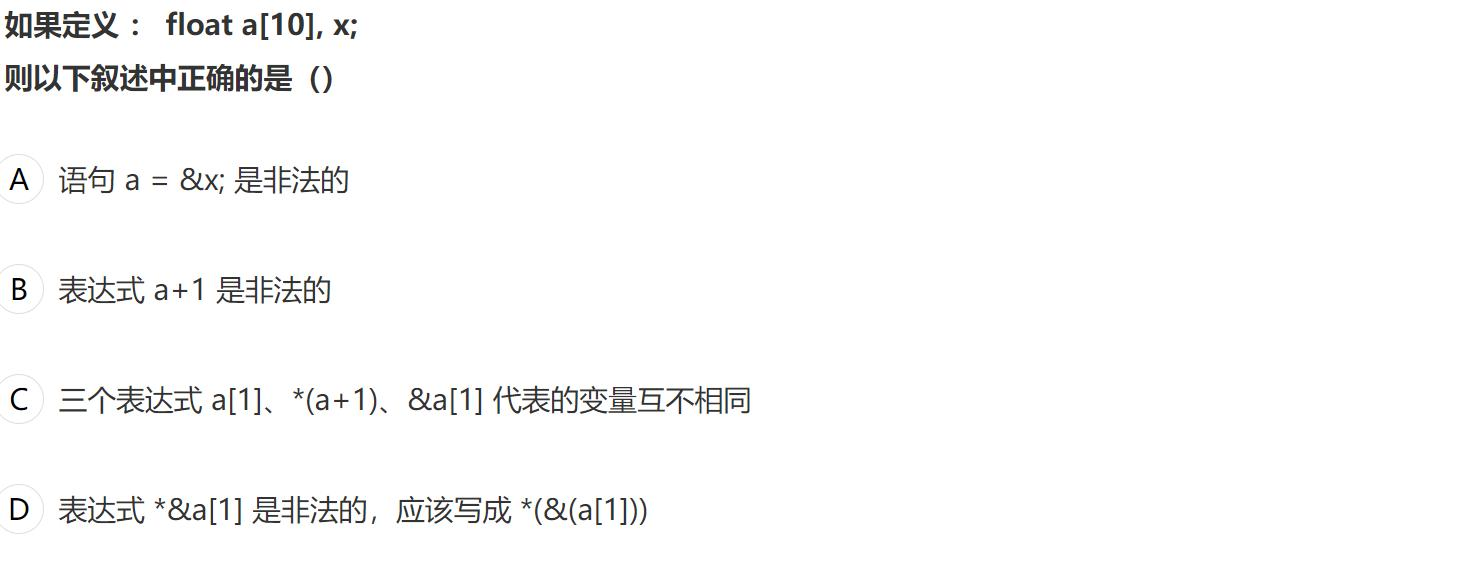 如果定义： float a[10], x;
则以下叙述中正确的是（）
A 语句 a = &x; 是非法的
B 表达式 a+1 是非法的
C 三个表达式 a[1]、*(a+1)、&a[1] 代表的变量互不相同
D 表达式 *&a[1] 是非法的，应该写成 *(&(a[1]))